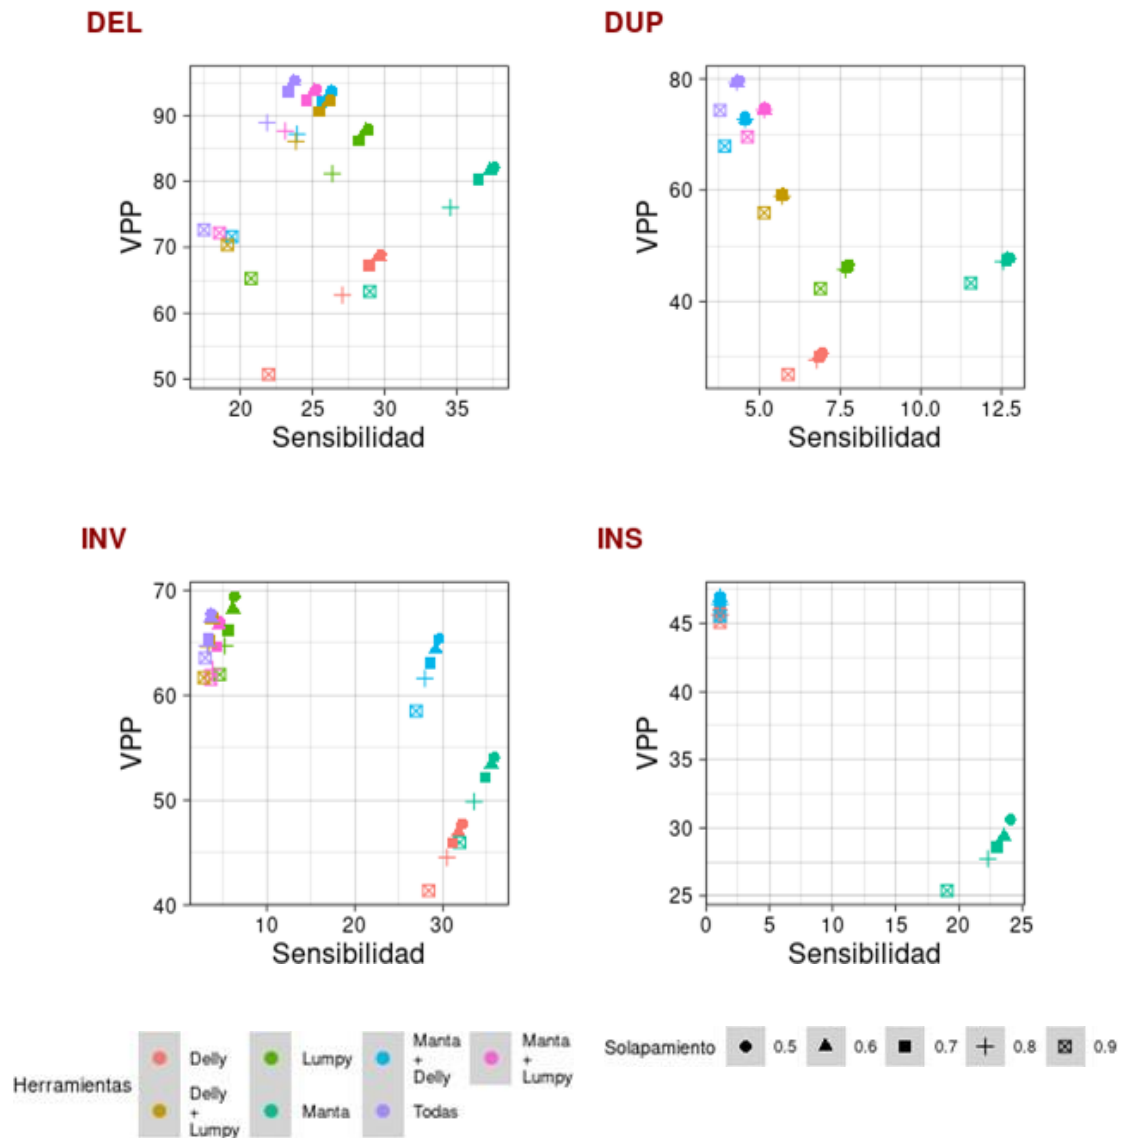 DEL
DUP
90
80
70
60
50
VPP
20 25 30 35
Sensibilidad
80
60
40
VPP
5.0 7.5 10.0 12.5
Sensibilidad
INV
INS
70
60
50
40
VPP
10 20 30
Sensibilidad
45
40
35
30
25
VPP
0 5 10 15 20 25
Sensibilidad
Herramientas
Delly
Delly
+
Lumpy
Lumpy
Manta
Manta
+
Delly
Todas
Manta
+
Lumpy
Solapamiento 0.5 0.6 0.7 0.8 0.9